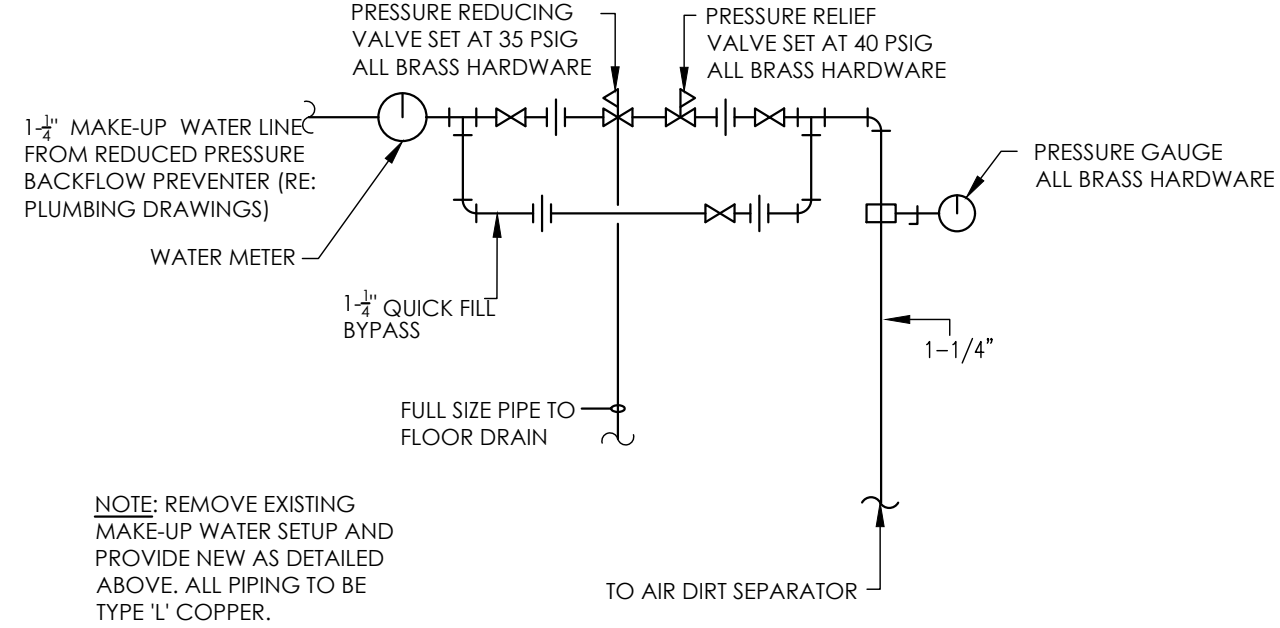 PRESSURE REDUCING
VALVE SET AT 35 PSIG
ALL BRASS HARDWARE
PRESSURE RELIEF
VALVE SET AT 40 PSIG
ALL BRASS HARDWARE
1-1/4" MAKE-UP WATER LINE
FROM REDUCED PRESSURE
BACKFLOW PREVENTER (RE:
PLUMBING DRAWINGS)
PRESSURE GAUGE
ALL BRASS HARDWARE
WATER METER
1-1/4" QUICK FILL
BYPASS
1-1/4"
FULL SIZE PIPE TO
FLOOR DRAIN
NOTE: REMOVE EXISTING
MAKE-UP WATER SETUP AND
PROVIDE NEW AS DETAILED
ABOVE. ALL PIPING TO BE
TYPE 'L' COPPER.
TO AIR DIRT SEPARATOR